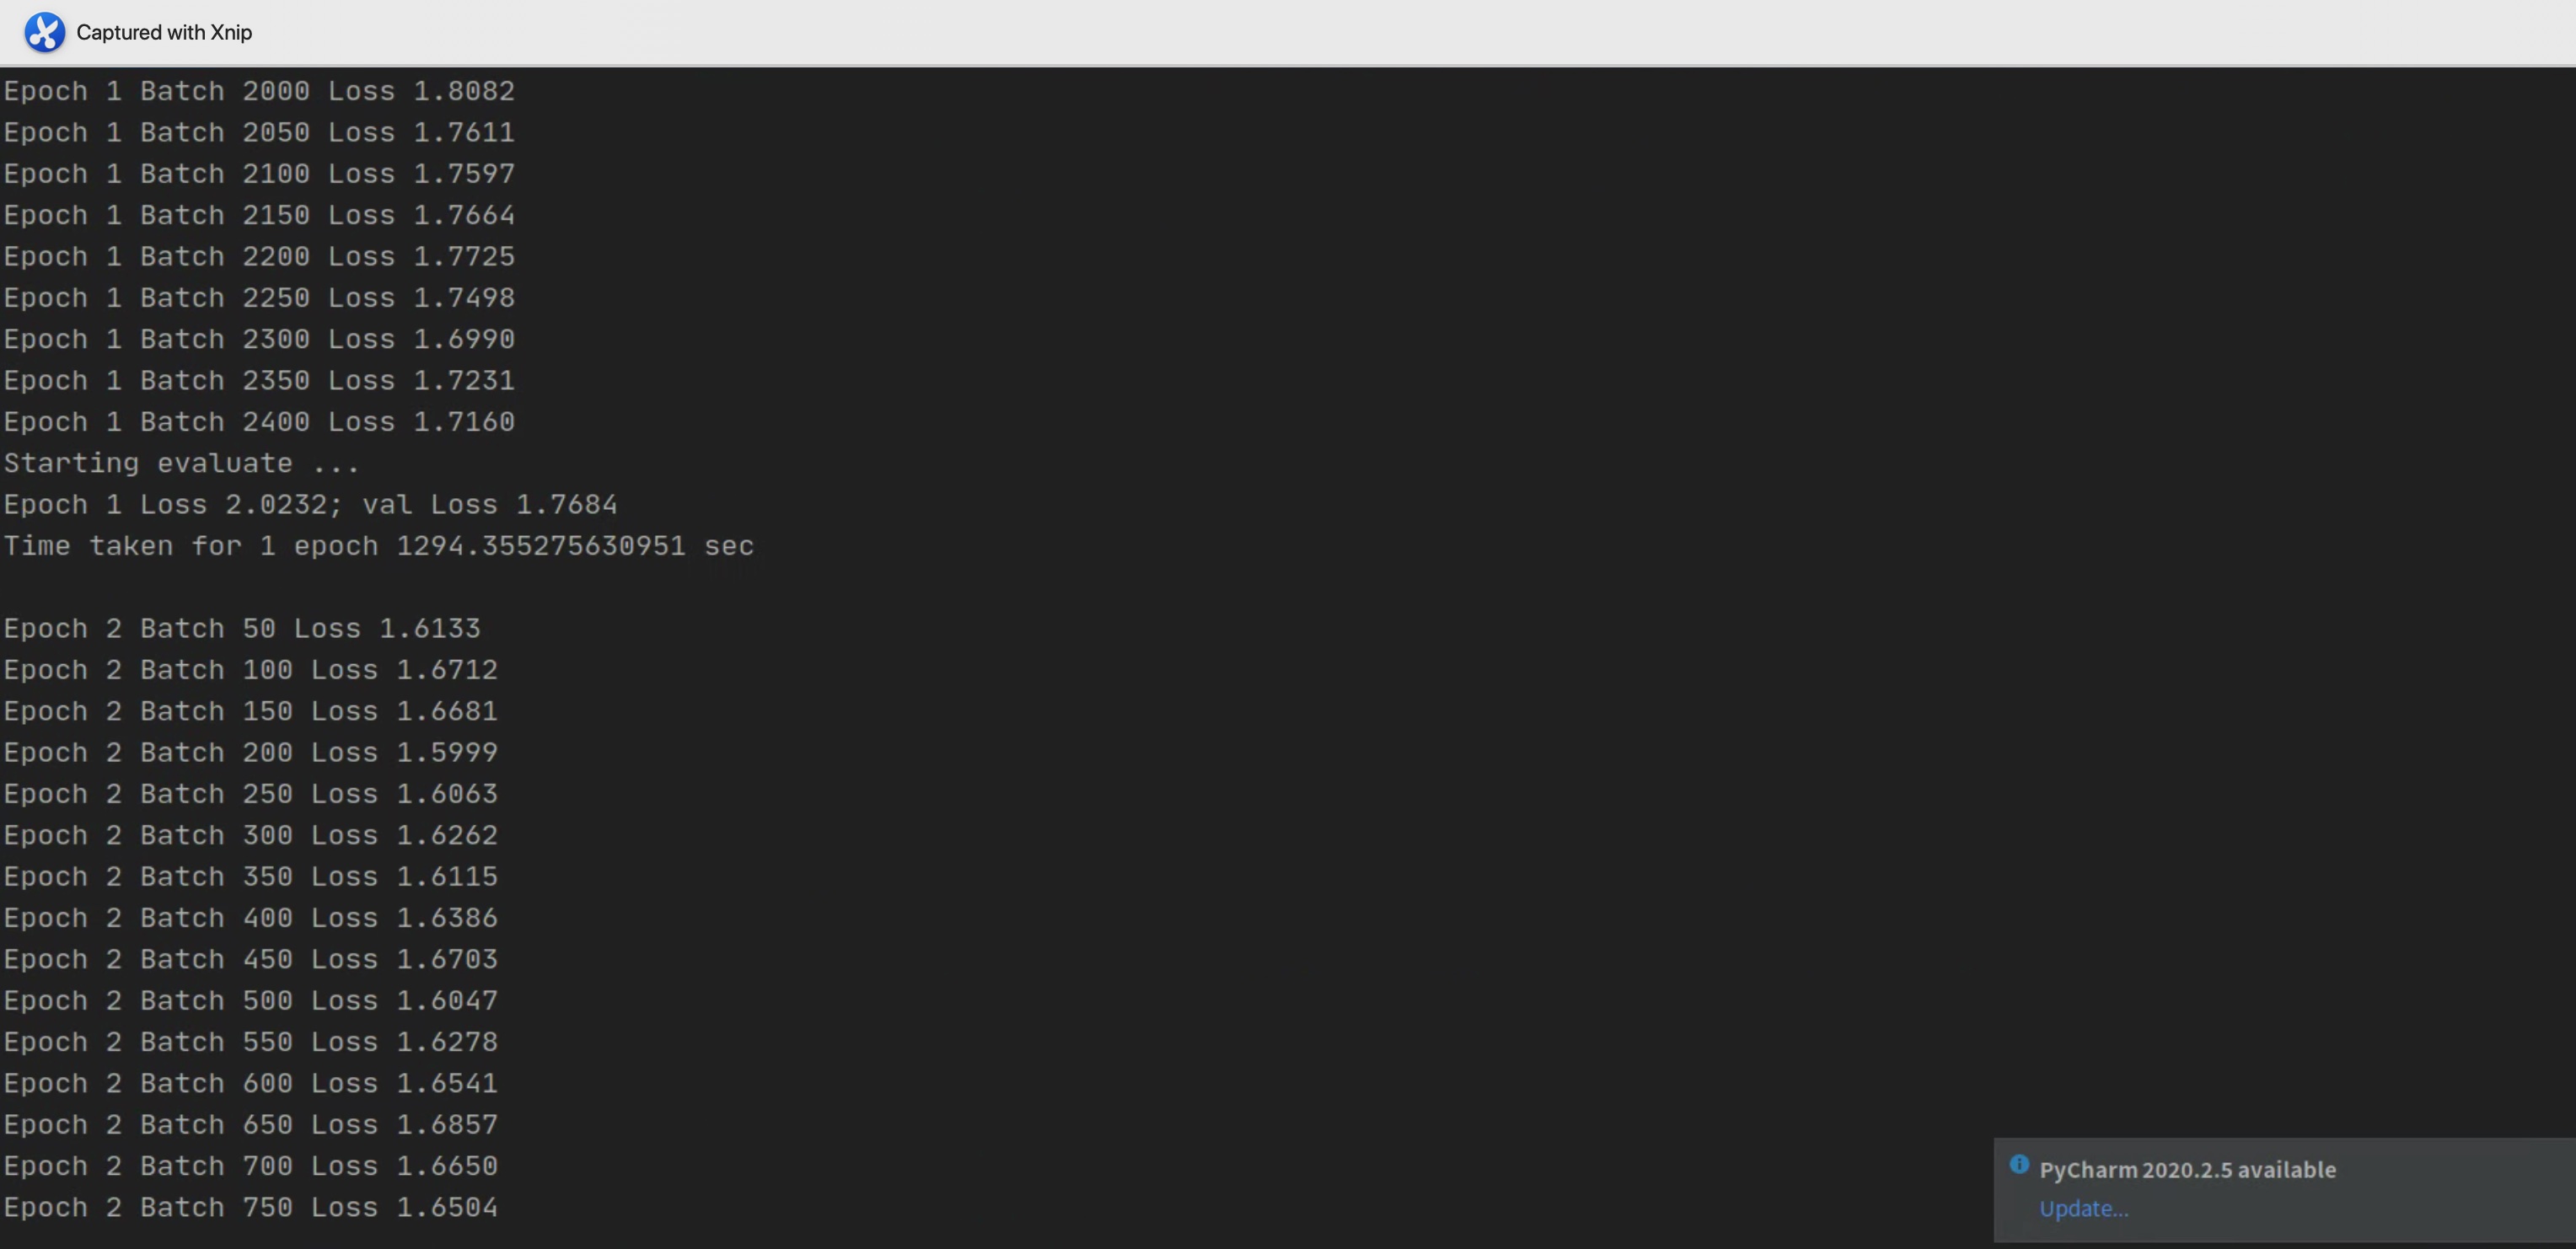 Captured with Xnip
Epoch 1 Batch 2000 Loss 1.8082
Epoch 1 Batch 2050 Loss 1.7611
Epoch 1 Batch 2100 Loss 1.7597
Epoch 1 Batch 2150 Loss 1.7664
Epoch 1 Batch 2200 Loss 1.7725
Epoch 1 Batch 2250 Loss 1.7498
Epoch 1 Batch 2300 Loss 1.6990
Epoch 1 Batch 2350 Loss 1.7231
Epoch 1 Batch 2400 Loss 1.7160
Starting evaluate ...
Epoch 1 Loss 2.0232; val Loss 1.7684
Time taken for 1 epoch 1294.355275630951 sec
Epoch 2 Batch 50 Loss 1.6133
Epoch 2 Batch 100 Loss 1.6712
Epoch 2 Batch 150 Loss 1.6681
Epoch 2 Batch 200 Loss 1.5999
Epoch 2 Batch 250 Loss 1.6063
Epoch 2 Batch 300 Loss 1.6262
Epoch 2 Batch 350 Loss 1.6115
Epoch 2 Batch 400 Loss 1.6386
Epoch 2 Batch 450 Loss 1.6703
Epoch 2 Batch 500 Loss 1.6047
Epoch 2 Batch 550 Loss 1.6278
Epoch 2 Batch 600 Loss 1.6541
Epoch 2 Batch 650 Loss 1.6857
Epoch 2 Batch 700 Loss 1.6650
Epoch 2 Batch 750 Loss 1.6504
PyCharm 2020.2.5 available
Update...